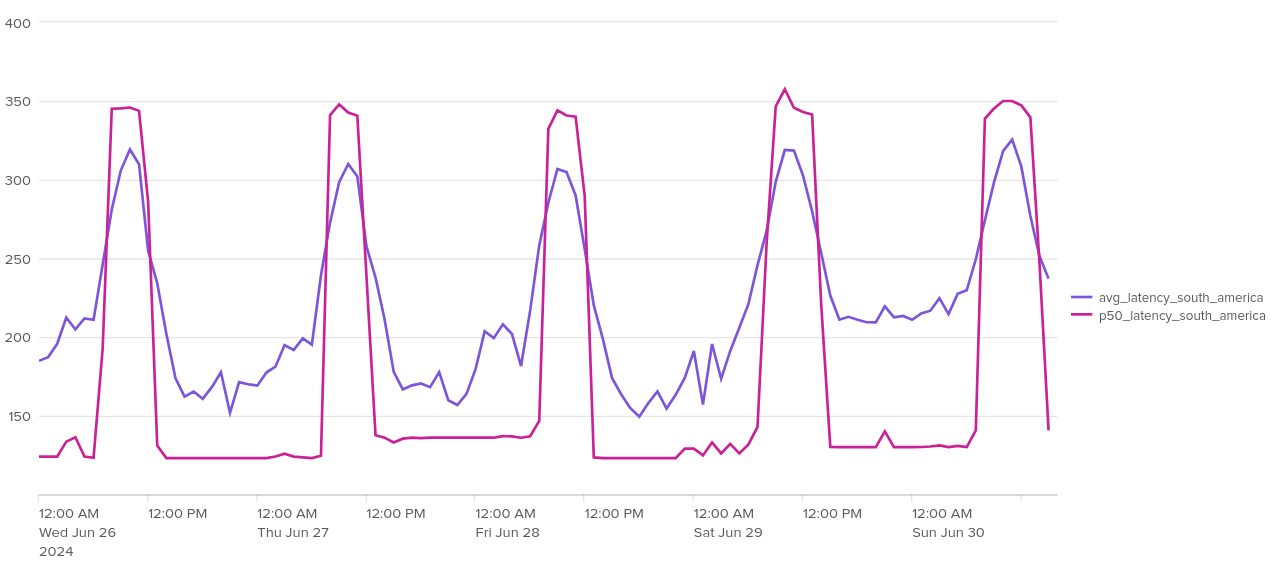 400
350
300
250
200
150
12:00 AM 12:00 PM 12:00 AM 12:00 PM 12:00 AM 12:00 PM 12:00 AM 12:00 PM 12:00 AM
Wed Jun 26 Thu Jun 27 Fri Jun 28 Sat Jun 29 Sun Jun 30
2024
avg_latency_south_america
p50_latency_south_america